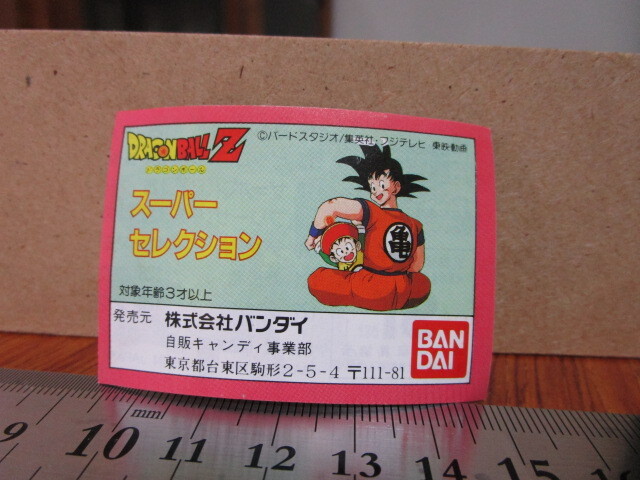 DRAGONBALL Z
©バードスタジオ/集英社・フジテレビ 東映動画
スーパー
セレクション
亀
対象年齢3才以上
発売元 株式会社バンダイ
自販キャンディ事業部
東京都台東区駒形2-5-4 〒111-81
BAN
DAI
mm
9 10 11 12 13 14 15